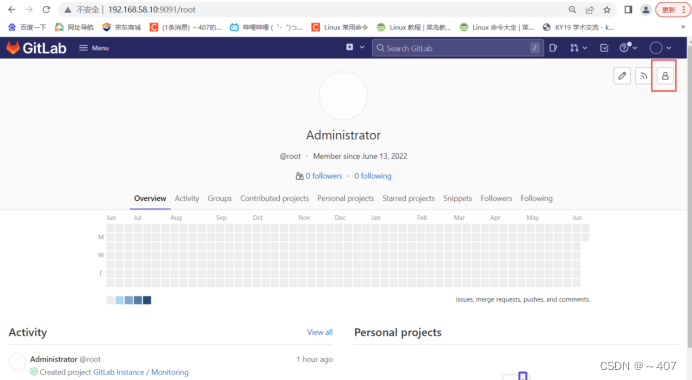 不安全 | 192.168.58.10:9091/root
更新
百度一下 网址导航 京东商城 (1条消息) ~407的... 哔哩哔哩 (゜-゜)つ... Linux 常用命令 Linux 教程 | 菜鸟教... Linux 命令大全 | 菜... KY19 学术交流 - k... »
GitLab Menu Search GitLab /
Administrator
@root · Member since June 13, 2022
0 followers · 0 following
Overview Activity Groups Contributed projects Personal projects Starred projects Snippets Followers Following
Jun Jul Aug Sep Oct Nov Dec Jan Feb Mar Apr May Jun
M
W
F
Issues, merge requests, pushes, and comments.
Activity View all Personal projects
Administrator @root 1 hour ago
Created project GitLab Instance / Monitoring
CSDN @～407